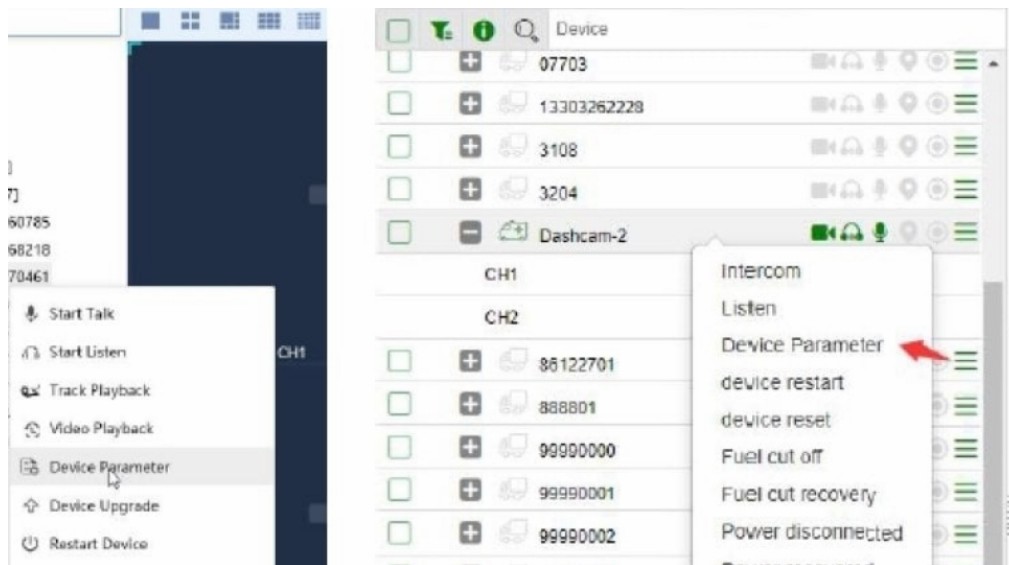 60785
68218
70461
Start Talk
Start Listen
Track Playback
Video Playback
Device Parameter
Device Upgrade
Restart Device
CH1
Device
07703
13303262228
3108
3204
Dashcam-2
CH1
CH2
86122701
888801
99990000
99990001
99990002
Intercom
Listen
Device Parameter
device restart
device reset
Fuel cut off
Fuel cut recovery
Power disconnected